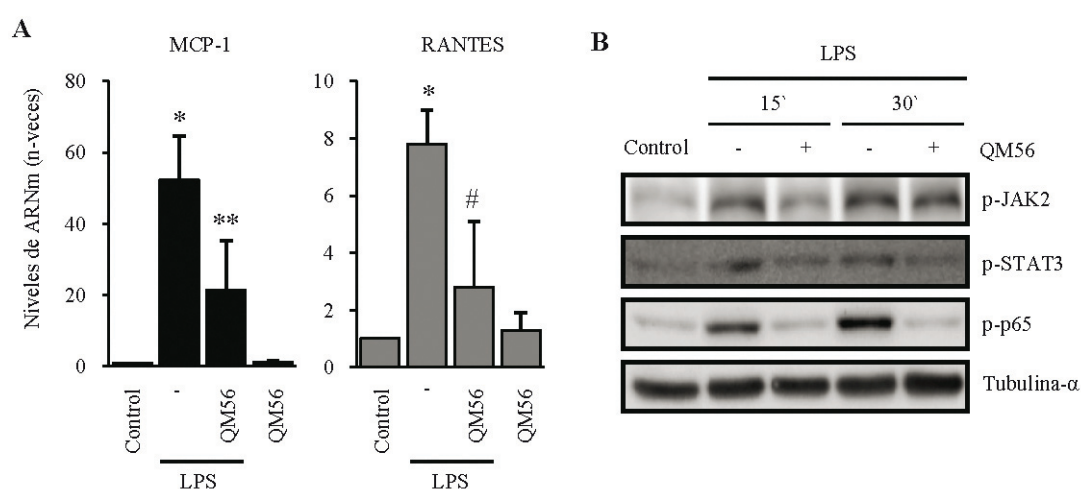 A
MCP-1
Niveles de ARNm (n-veces)
80
60
40
20
0
*
**
Control
-
QM56
QM56
LPS
RANTES
10
8
6
4
2
0
*
#
Control
-
QM56
QM56
LPS
B
LPS
15` 30`
Control - + - + QM56
p-JAK2
p-STAT3
p-p65
Tubulina-α